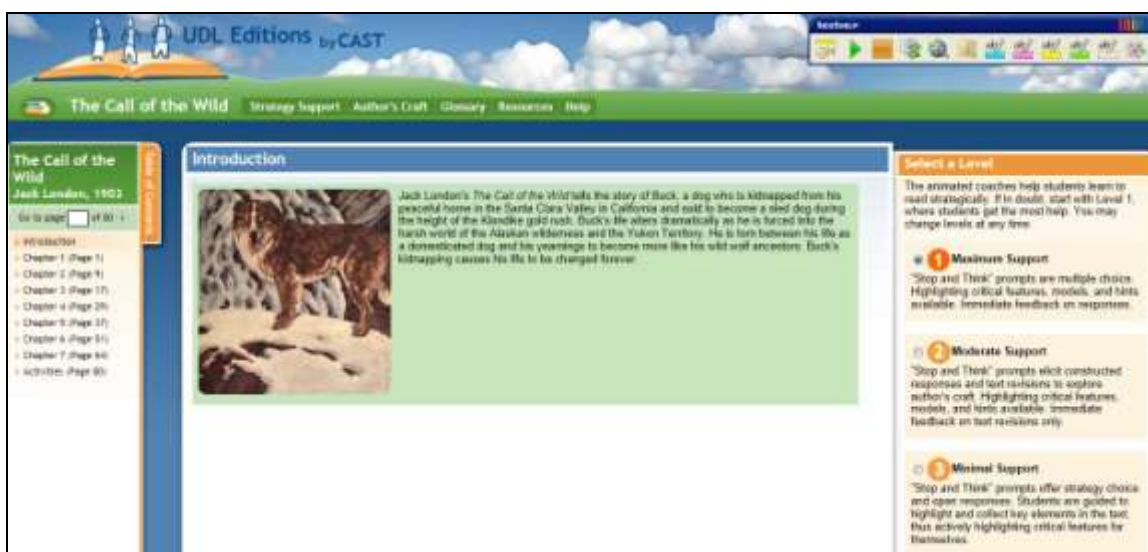 UDL Editions by CAST
The Call of the Wild Strategy Support Author's Craft Glossary Resources Help
The Call of the
Wild
Jack London, 1903
Go to page of 80
Introduction
Chapter 1 (Page 1)
Chapter 2 (Page 9)
Chapter 3 (Page 17)
Chapter 4 (Page 29)
Chapter 5 (Page 37)
Chapter 6 (Page 51)
Chapter 7 (Page 64)
Activities (Page 80)
Table of Contents
Introduction
Jack London's The Call of the Wild tells the story of Buck, a dog who is kidnapped from his
peaceful home in the Santa Clara Valley in California and sold to become a sled dog during
the height of the Klondike gold rush. Buck's life alters dramatically as he is forced into the
harsh world of the Alaskan wilderness and the Yukon Territory. He is torn between his life as
a domesticated dog and his yearnings to become more like his wild wolf ancestors. Buck's
kidnapping causes his life to be changed forever.
Select a Level
The animated coaches help students learn to
read strategically. If in doubt, start with Level 1,
where students get the most help. You may
change levels at any time.
1 Maximum Support
"Stop and Think" prompts are multiple choice.
Highlighting critical features, models, and hints
available. Immediate feedback on responses.
2 Moderate Support
"Stop and Think" prompts elicit constructed
responses and text revisions to explore
author's craft. Highlighting critical features,
models, and hints available. Immediate
feedback on text revisions only.
3 Minimal Support
"Stop and Think" prompts offer strategy choice
and open responses. Students are guided to
highlight and collect key elements in the text,
thus actively highlighting critical features for
themselves.